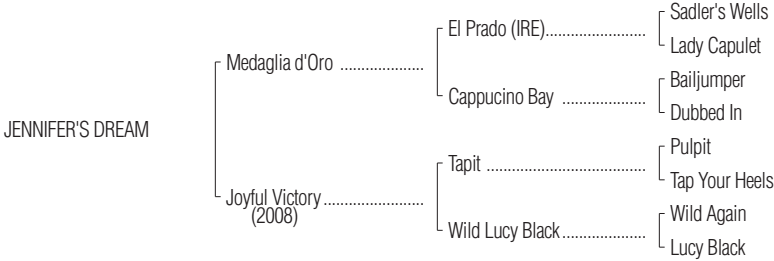 Sadler's Wells
El Prado (IRE)
Lady Capulet
Medaglia d'Oro
Bailjumper
Cappucino Bay
Dubbed In
JENNIFER'S DREAM
Pulpit
Tapit
Tap Your Heels
Joyful Victory
(2008)
Wild Again
Wild Lucy Black
Lucy Black